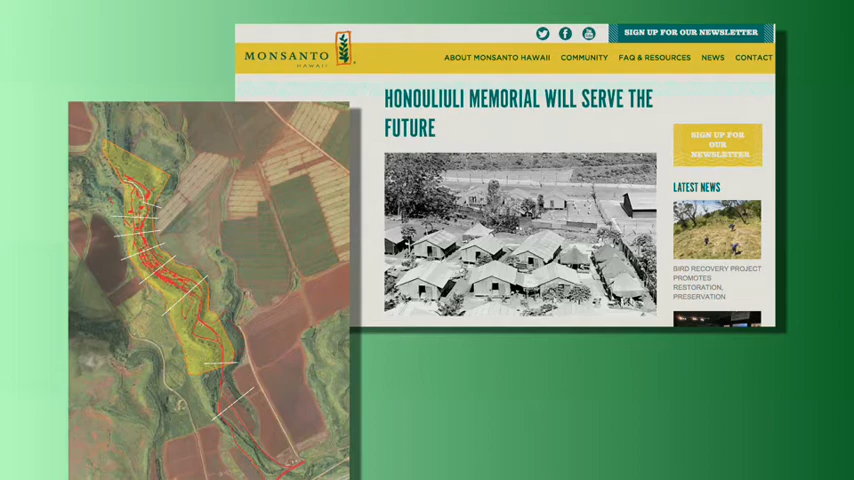 SIGN UP FOR OUR NEWSLETTER
MONSANTO
HAWAII
ABOUT MONSANTO HAWAII COMMUNITY FAQ & RESOURCES NEWS CONTACT
HONOULIULI MEMORIAL WILL SERVE THE
FUTURE
SIGN UP FOR
OUR
NEWSLETTER
LATEST NEWS
BIRD RECOVERY PROJECT
PROMOTES
RESTORATION,
PRESERVATION